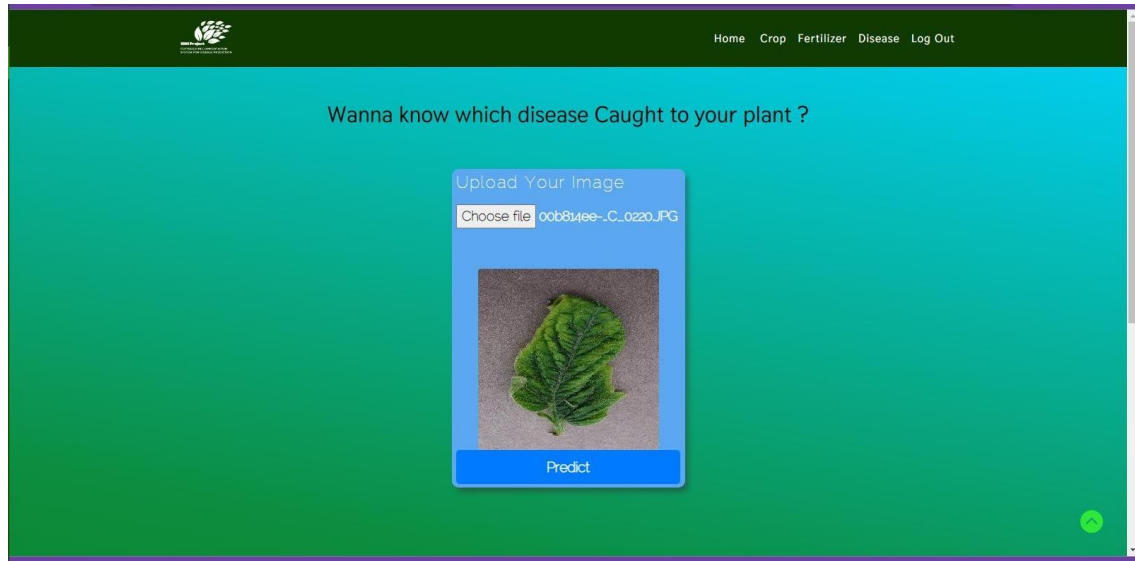 Home Crop Fertilizer Disease Log Out
Wanna know which disease Caught to your plant ?
Upload Your Image
Choose file 00b814ee-..C_0220.JPG
Predict